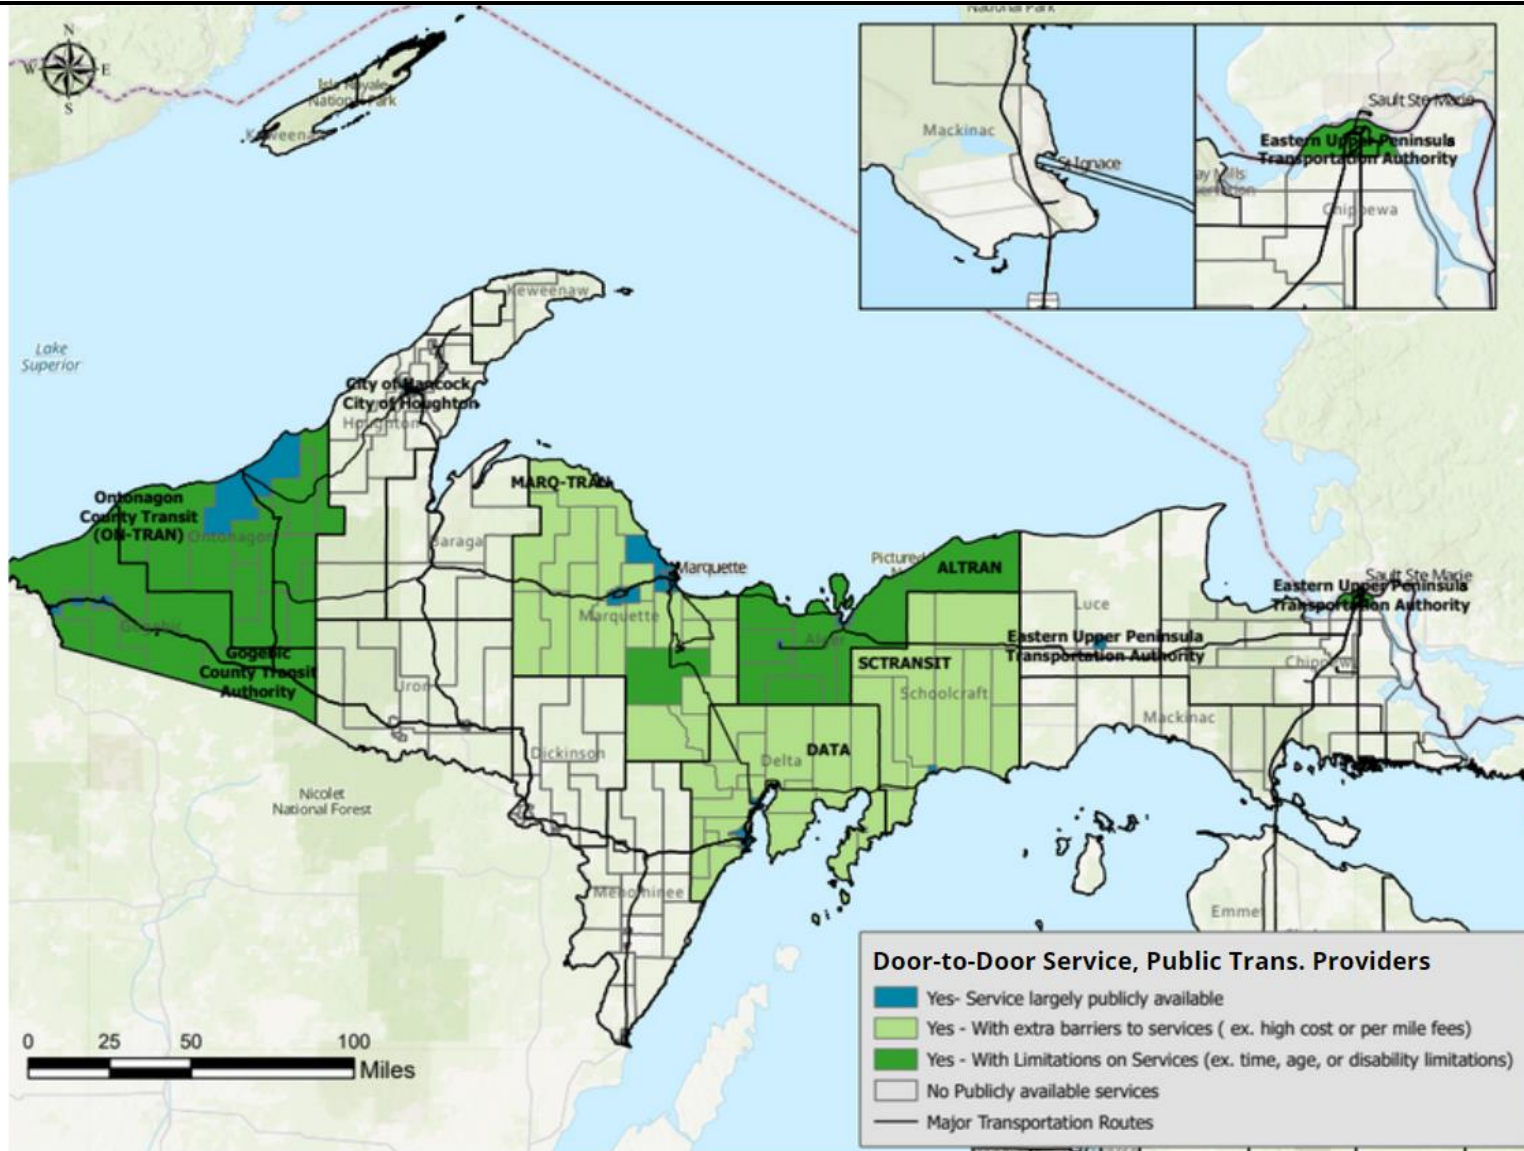 National Park
N
W
E
S
Isle Royale
National Park
Keweenaw
Mackinac
St Ignace
Sault Ste Marie
Eastern Upper Peninsula
Transportation Authority
Bay Mills
Chippewa
Lake
Superior
Keweenaw
City of Hancock
City of Houghton
Houghton
MARQ-TRAN
Ontonagon
County Transit
(ON-TRAN)
Ontonagon
Baraga
Marquette
Pictured
ALTRAN
Sault Ste Marie
Eastern Upper Peninsula
Transportation Authority
Luce
Marquette
Gogebic
Alger
Eastern Upper Peninsula
Transportation Authority
Gogebic
County Transit
Authority
Iron
SCTRANSIT
Schoolcraft
Chippewa
Mackinac
Dickinson
Delta
DATA
Nicolet
National Forest
Menominee
Emmet
Door-to-Door Service, Public Trans. Providers
Yes- Service largely publicly available
Yes - With extra barriers to services ( ex. high cost or per mile fees)
Yes - With Limitations on Services (ex. time, age, or disability limitations)
No Publicly available services
Major Transportation Routes
0 25 50 100
Miles